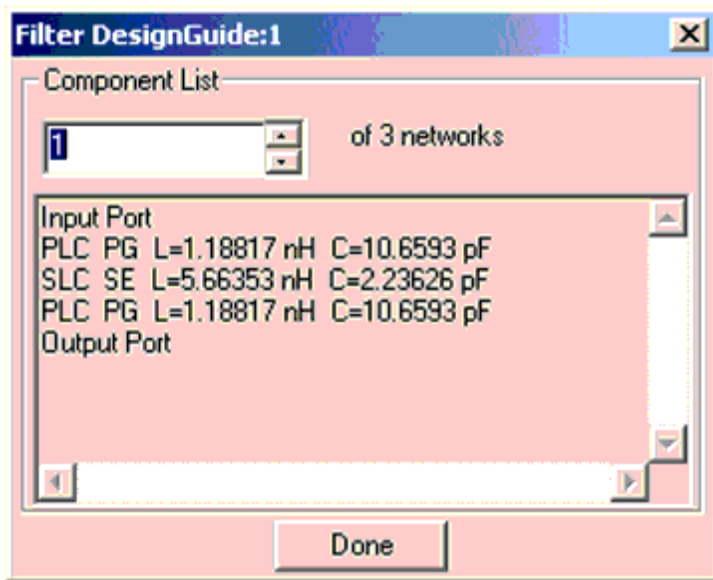 Filter DesignGuide:1
Component List
1 of 3 networks
Input Port
PLC PG L=1.18817 nH C=10.6593 pF
SLC SE L=5.66353 nH C=2.23626 pF
PLC PG L=1.18817 nH C=10.6593 pF
Output Port
Done